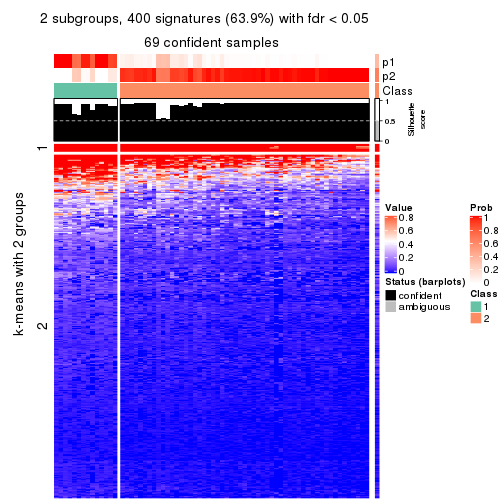 2 subgroups, 400 signatures (63.9%) with fdr < 0.05
69 confident samples
p1
p2
Class
1
0.5
0
Silhouette
score
1
2
k-means with 2 groups
Value
0.8
0.6
0.4
0.2
0
Prob
1
0.8
0.6
0.4
0.2
0
Status (barplots)
confident
ambiguous
Class
1
2